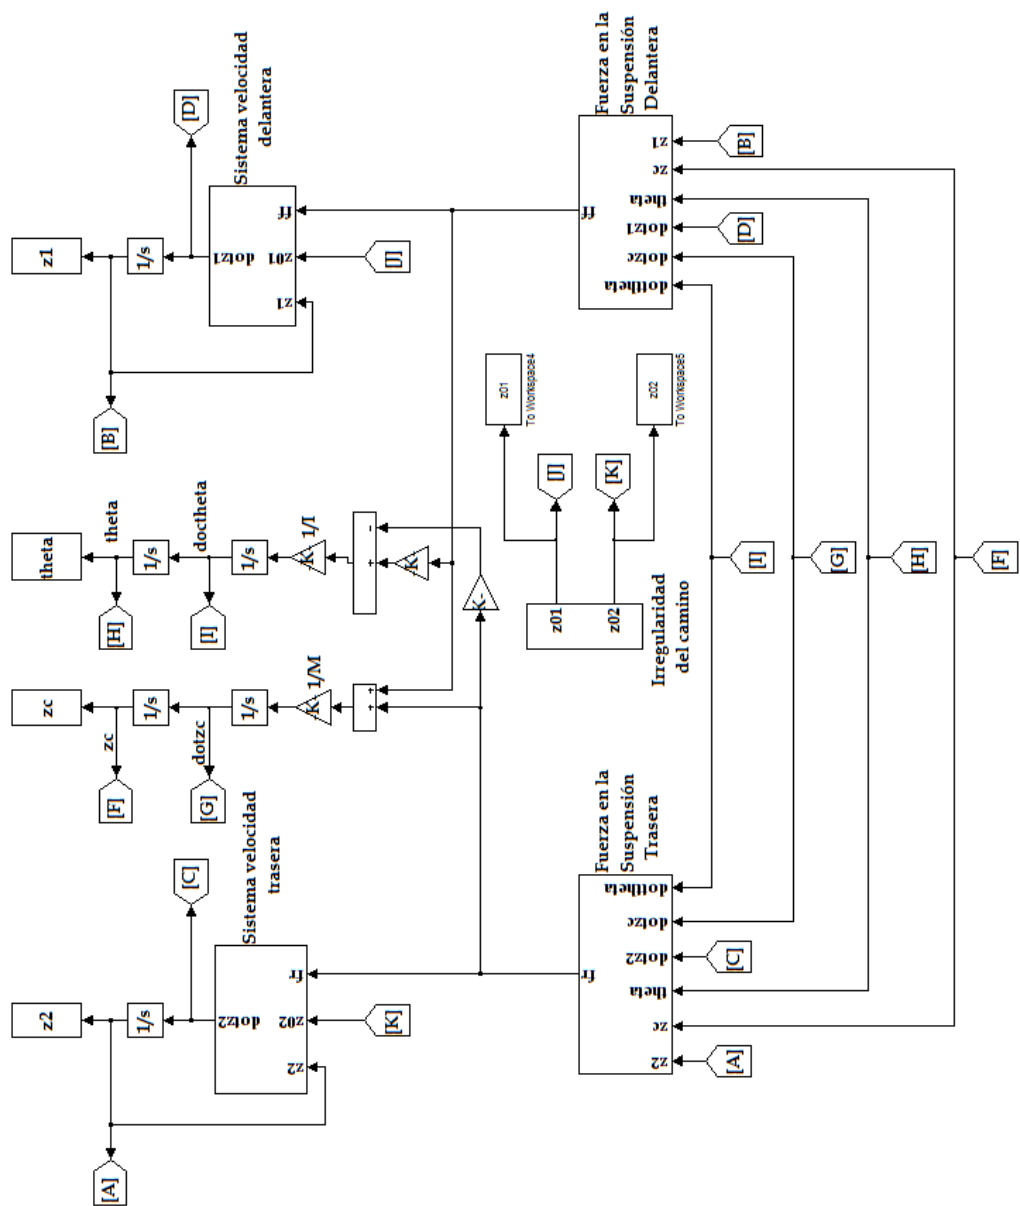 [A]
z2
1/s
[C]
Sistema velocidad
trasera
dotz2
z2
z02
fr
[K]
zc
zc
[F]
1/s
dotzc
[G]
1/s
K-
1/M
+
+
theta
theta
[H]
1/s
doctheta
[I]
1/s
K-
1/I
+
-
K-
K-
[B]
z1
1/s
[D]
Sistema velocidad
delantera
dotz1
z1
z01
ff
[J]
Irregularidad
del camino
z01
z02
[J]
[K]
z01
To Workspace4
z02
To Workspace5
Fuerza en la
Suspensión
Trasera
fr
z2
zc
theta
dotz2
dotzc
dottheta
[A]
[C]
Fuerza en la
Suspensión
Delantera
ff
dottheta
dotzc
dotz1
theta
zc
z1
[D]
[B]
[I]
[G]
[H]
[F]